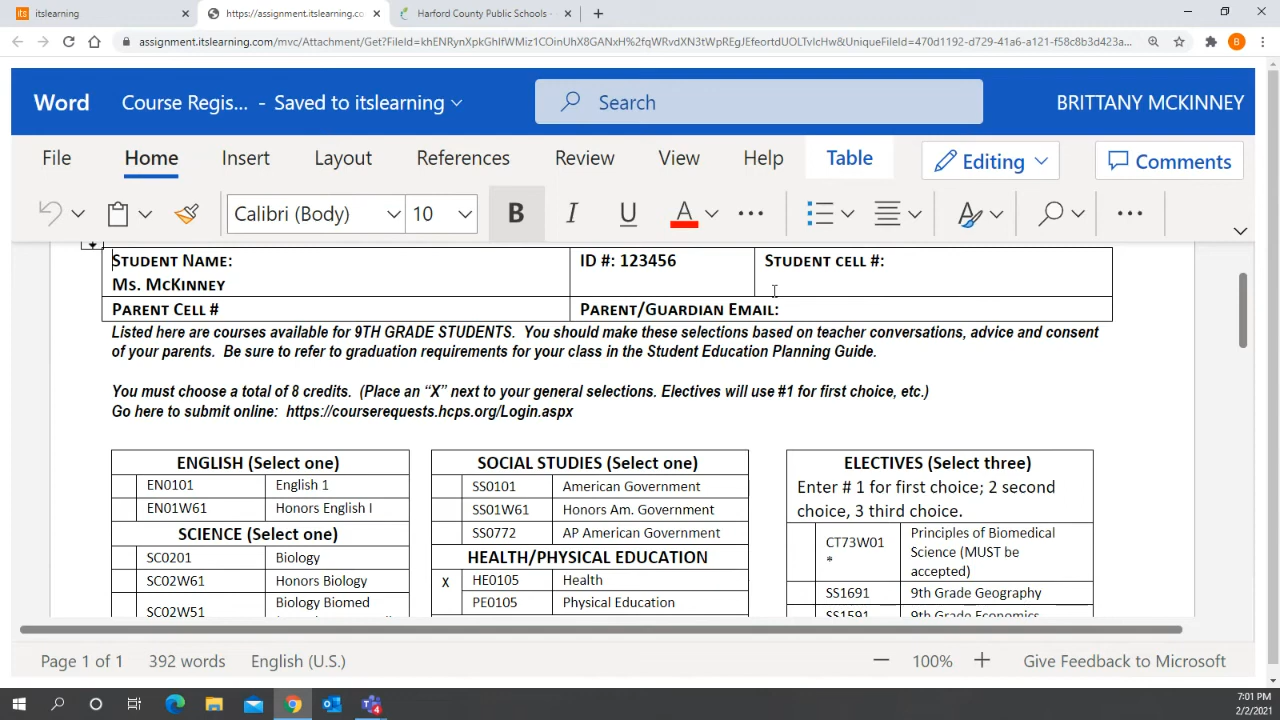 itslearning
https://assignment.itslearning.co
Harford County Public Schools -
assignment.itslearning.com/mvc/Attachment/Get?FileId=khENRynXpkGhIfWMiz1COinUhX8GANxH%2fqWRvdXN3tWpREgJEfeortdUOLTvIcHw&UniqueFileId=470d1192-d729-41a6-a121-f58c8b3d423a...
B
Word
Course Regis... - Saved to itslearning
Search
BRITTANY MCKINNEY
File
Home
Insert
Layout
References
Review
View
Help
Table
Editing
Comments
Calibri (Body)
10
B
I
U
A
STUDENT NAME:
MS. MCKINNEY
ID #: 123456
STUDENT CELL #:
PARENT CELL #
PARENT/GUARDIAN EMAIL:
Listed here are courses available for 9TH GRADE STUDENTS. You should make these selections based on teacher conversations, advice and consent
of your parents. Be sure to refer to graduation requirements for your class in the Student Education Planning Guide.
You must choose a total of 8 credits. (Place an “X” next to your general selections. Electives will use #1 for first choice, etc.)
Go here to submit online: https://courserequests.hcps.org/Login.aspx
ENGLISH (Select one)
EN0101 English 1
EN01W61 Honors English I
SCIENCE (Select one)
SC0201 Biology
SC02W61 Honors Biology
SC02W51 Biology Biomed
SOCIAL STUDIES (Select one)
SS0101 American Government
SS01W61 Honors Am. Government
SS0772 AP American Government
HEALTH/PHYSICAL EDUCATION
X HE0105 Health
PE0105 Physical Education
ELECTIVES (Select three)
Enter # 1 for first choice; 2 second
choice, 3 third choice.
CT73W01
*
Principles of Biomedical
Science (MUST be
accepted)
SS1691 9th Grade Geography
SS1591 9th Grade Economics
Page 1 of 1
392 words
English (U.S.)
100%
Give Feedback to Microsoft
7:01 PM
2/2/2021